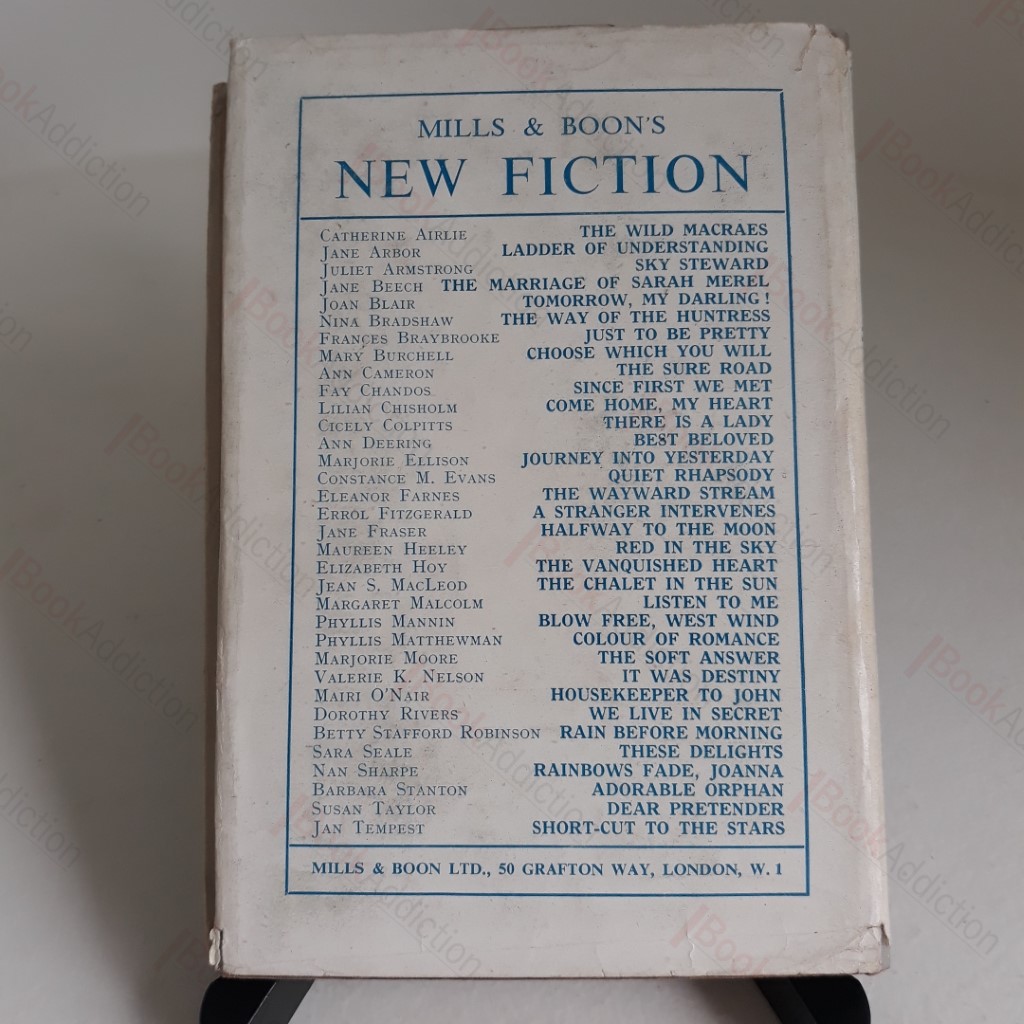 MILLS & BOON'S
NEW FICTION
CATHERINE AIRLIE THE WILD MACRAES
JANE ARBOR LADDER OF UNDERSTANDING
JULIET ARMSTRONG SKY STEWARD
JANE BEECH THE MARRIAGE OF SARAH MEREL
JOAN BLAIR TOMORROW, MY DARLING!
NINA BRADSHAW THE WAY OF THE HUNTRESS
FRANCES BRAYBROOKE JUST TO BE PRETTY
MARY BURCHELL CHOOSE WHICH YOU WILL
ANN CAMERON THE SURE ROAD
FAY CHANDOS SINCE FIRST WE MET
LILIAN CHISHOLM COME HOME, MY HEART
CICELY COLPITTS THERE IS A LADY
ANN DEERING BEST BELOVED
MARJORIE ELLISON JOURNEY INTO YESTERDAY
CONSTANCE M. EVANS QUIET RHAPSODY
ELEANOR FARNES THE WAYWARD STREAM
ERROL FITZGERALD A STRANGER INTERVENES
JANE FRASER HALFWAY TO THE MOON
MAUREEN HEELEY RED IN THE SKY
ELIZABETH HOY THE VANQUISHED HEART
JEAN S. MACLEOD THE CHALET IN THE SUN
MARGARET MALCOLM LISTEN TO ME
PHYLLIS MANNIN BLOW FREE, WEST WIND
PHYLLIS MATTHEWMAN COLOUR OF ROMANCE
MARJORIE MOORE THE SOFT ANSWER
VALERIE K. NELSON IT WAS DESTINY
MAIRI O'NAIR HOUSEKEEPER TO JOHN
DOROTHY RIVERS WE LIVE IN SECRET
BETTY STAFFORD ROBINSON RAIN BEFORE MORNING
SARA SEALE THESE DELIGHTS
NAN SHARPE RAINBOWS FADE, JOANNA
BARBARA STANTON ADORABLE ORPHAN
SUSAN TAYLOR DEAR PRETENDER
JAN TEMPEST SHORT-CUT TO THE STARS
MILLS & BOON LTD., 50 GRAFTON WAY, LONDON, W. 1
BookAddiction